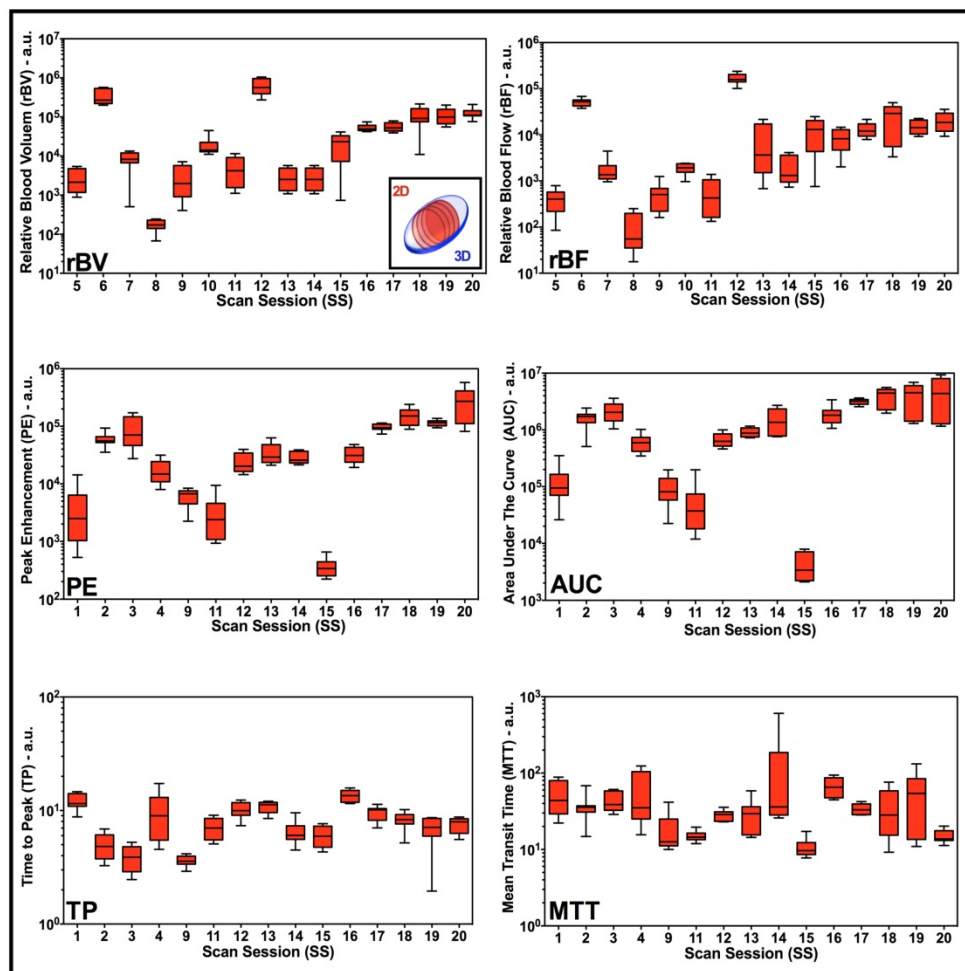 Relative Blood Voluem (rBV) - a.u.
10⁷
10⁶
10⁵
10⁴
10³
10²
10¹
2D
3D
rBV
5 6 7 8 9 10 11 12 13 14 15 16 17 18 19 20
Scan Session (SS)
Relative Blood Flow (rBF) - a.u.
10⁶
10⁵
10⁴
10³
10²
10¹
rBF
5 6 7 8 9 10 11 12 13 14 15 16 17 18 19 20
Scan Session (SS)
Peak Enhancement (PE) - a.u.
10⁶
10⁵
10⁴
10³
10²
PE
1 2 3 4 9 11 12 13 14 15 16 17 18 19 20
Scan Session (SS)
Area Under The Curve (AUC) - a.u.
10⁷
10⁶
10⁵
10⁴
10³
AUC
1 2 3 4 9 11 12 13 14 15 16 17 18 19 20
Scan Session (SS)
Time to Peak (TP) - a.u.
10²
10¹
10⁰
TP
1 2 3 4 9 11 12 13 14 15 16 17 18 19 20
Scan Session (SS)
Mean Transit Time (MTT) - a.u.
10³
10²
10¹
10⁰
MTT
1 2 3 4 9 11 12 13 14 15 16 17 18 19 20
Scan Session (SS)